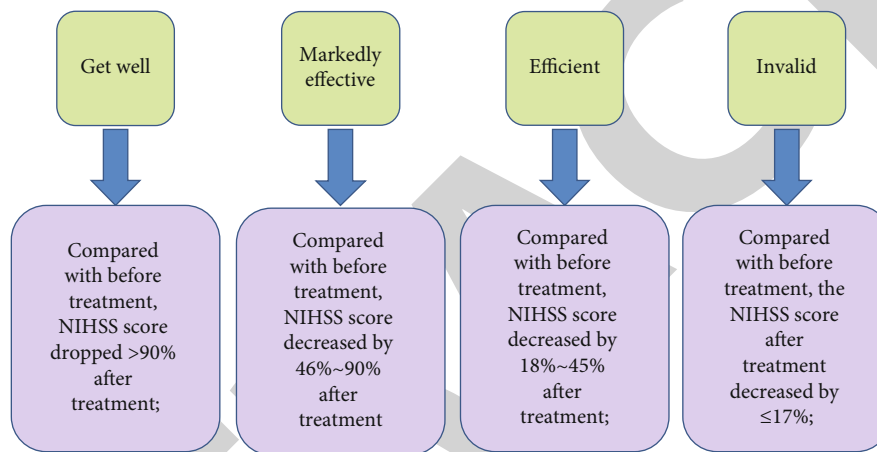 Get well
Markedly
effective
Efficient
Invalid
Compared
with before
treatment,
NIHSS score
dropped >90%
after
treatment;
Compared
with before
treatment,
NIHSS score
decreased by
46%~90%
after
treatment
Compared
with before
treatment,
NIHSS score
decreased by
18%~45%
after
treatment;
Compared
with before
treatment, the
NIHSS score
after
treatment
decreased by
≤17%;